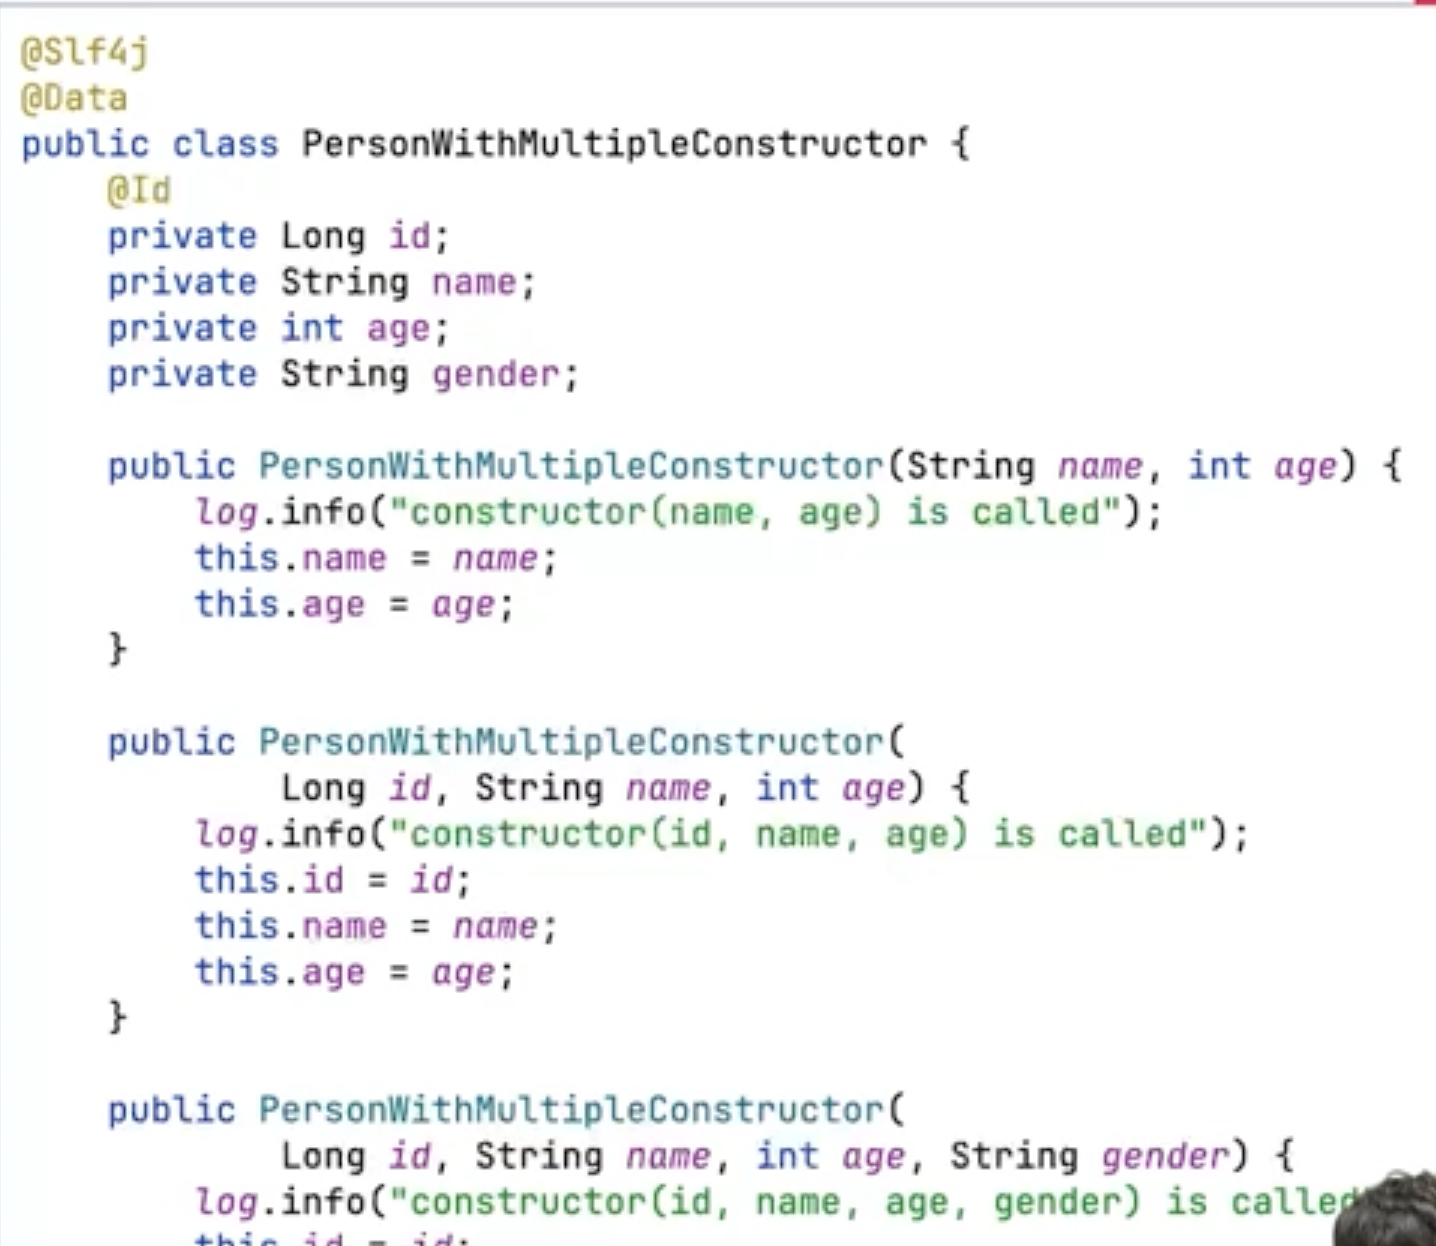 @Slf4j
@Data
public class PersonWithMultipleConstructor {
    @Id
    private Long id;
    private String name;
    private int age;
    private String gender;

    public PersonWithMultipleConstructor(String name, int age) {
        log.info("constructor(name, age) is called");
        this.name = name;
        this.age = age;
    }

    public PersonWithMultipleConstructor(
            Long id, String name, int age) {
        log.info("constructor(id, name, age) is called");
        this.id = id;
        this.name = name;
        this.age = age;
    }

    public PersonWithMultipleConstructor(
            Long id, String name, int age, String gender) {
        log.info("constructor(id, name, age, gender) is called
        this.id = id;